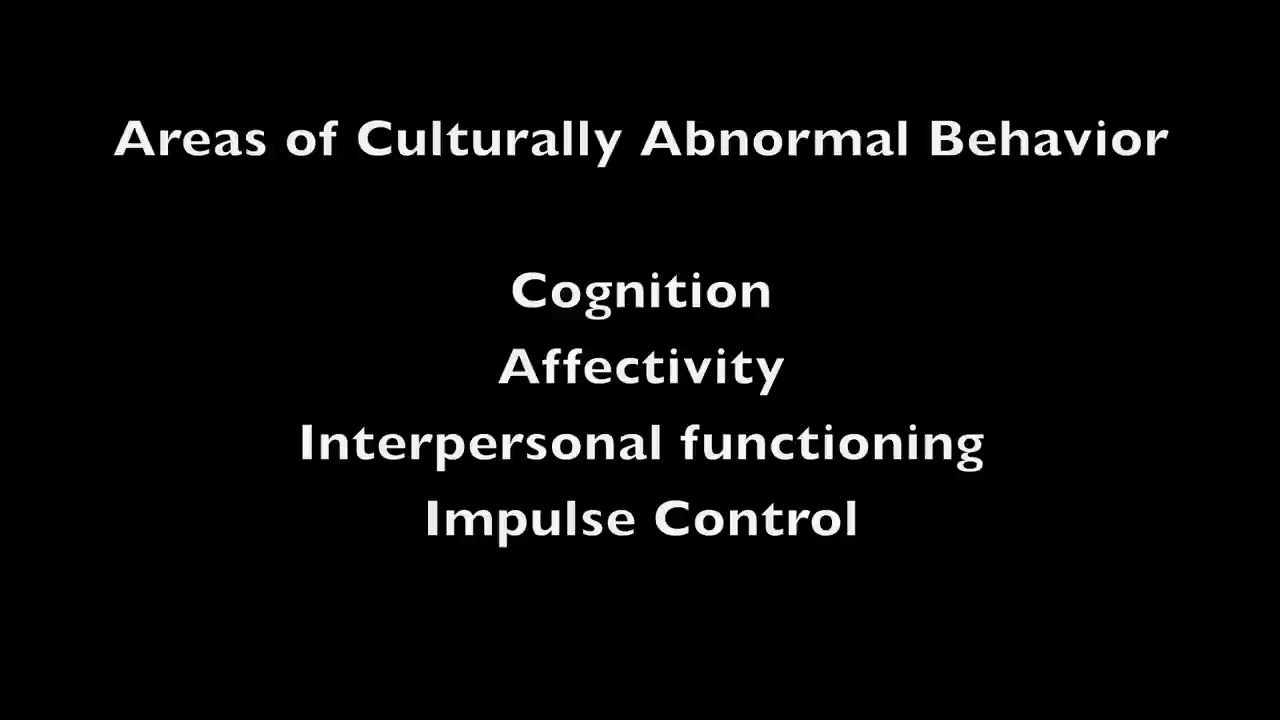 Areas of Culturally Abnormal Behavior
Cognition
Affectivity
Interpersonal functioning
Impulse Control